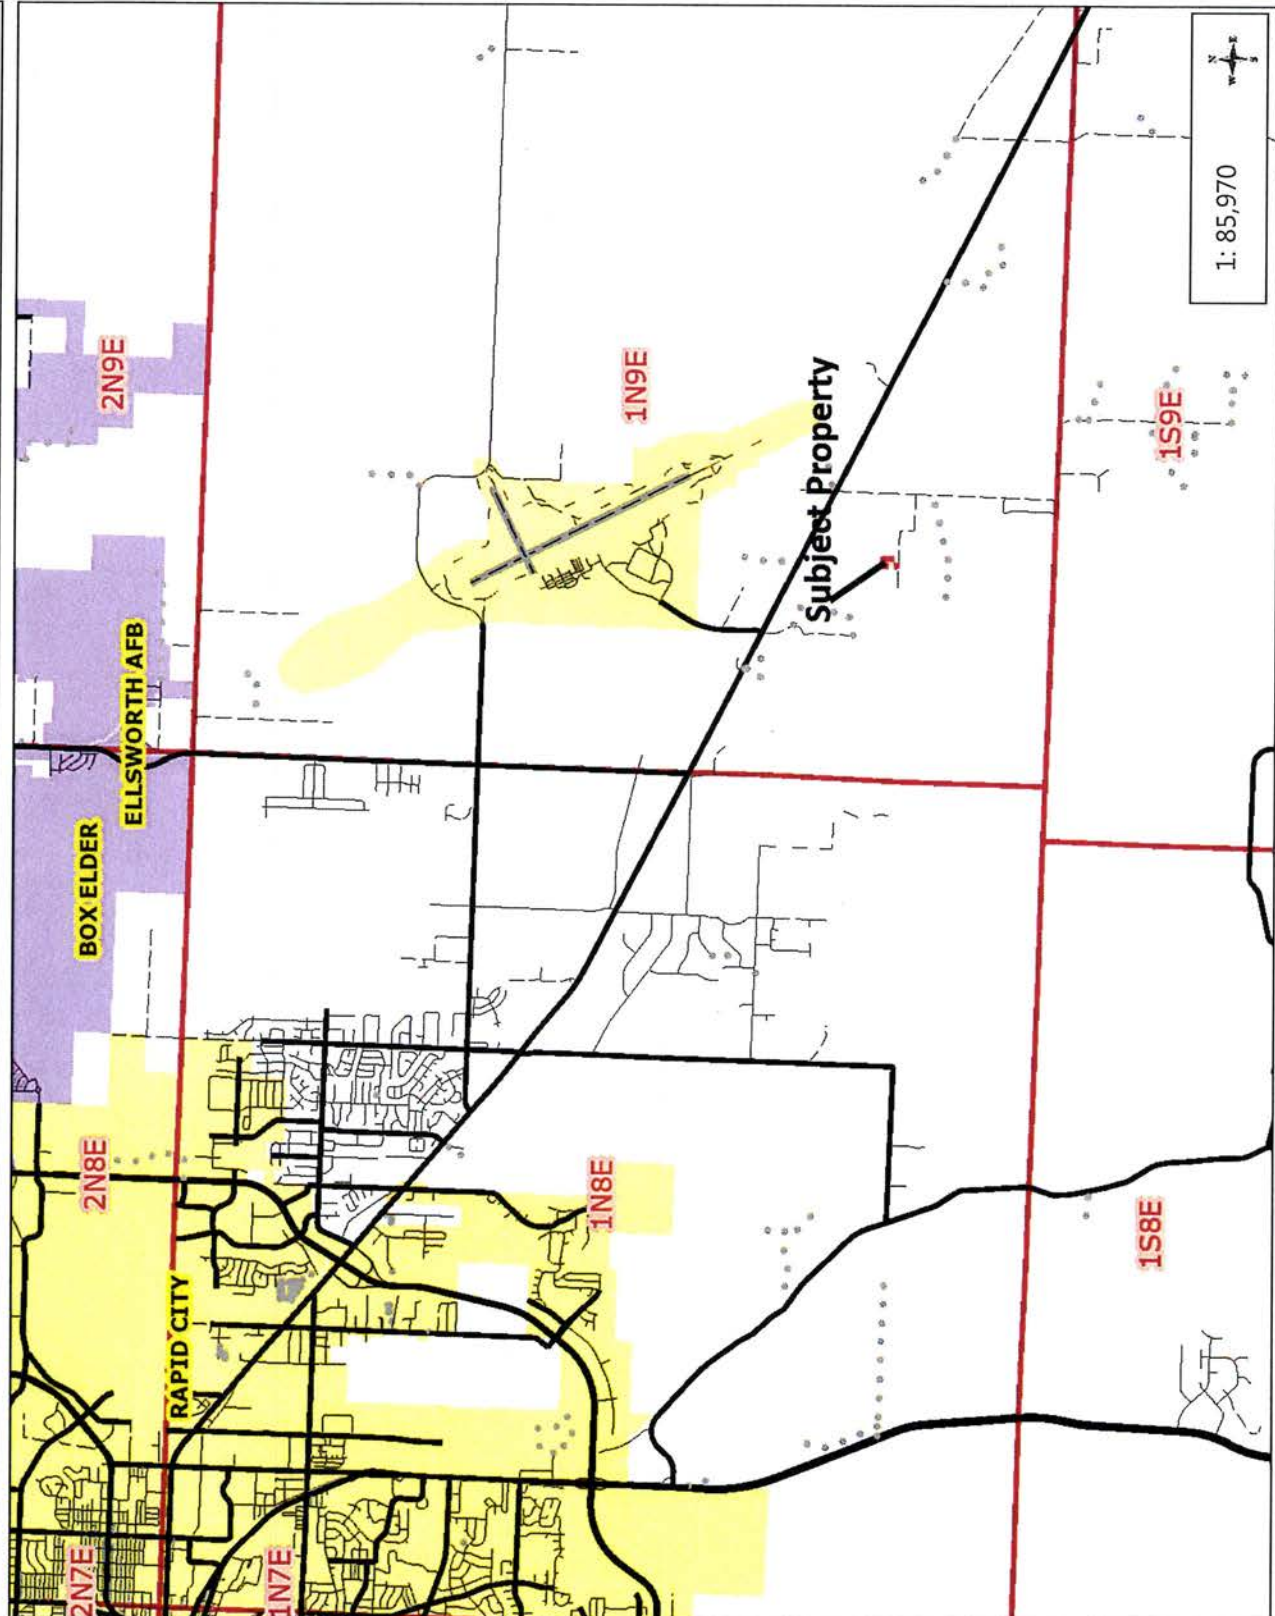 2N7E
2N8E
BOX ELDER
2N9E
ELLSWORTH AFB
RAPID CITY
1N7E
1N8E
1N9E
Subject Property
1S8E
1S9E
1: 85,970
N
W E
S